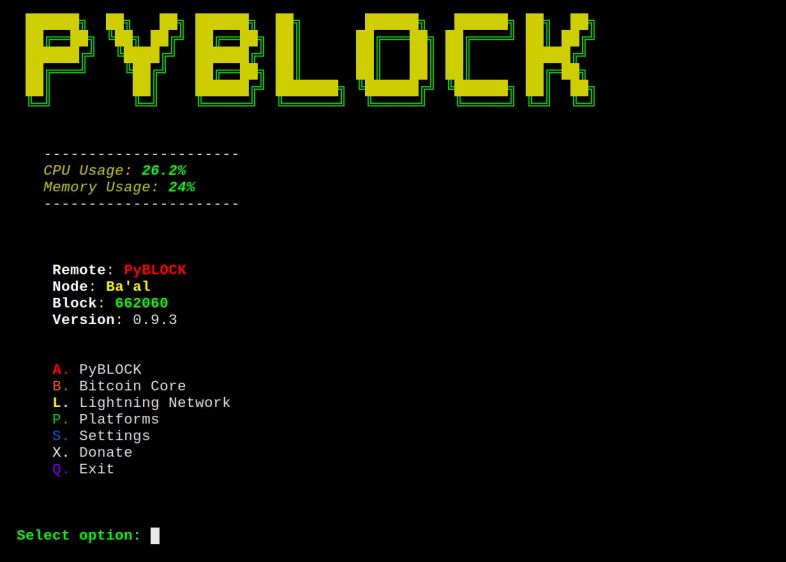 PYBLOCK
----------------------
CPU Usage: 26.2%
Memory Usage: 24%
----------------------
Remote: PyBLOCK
Node: Ba'al
Block: 662060
Version: 0.9.3
A. PyBLOCK
B. Bitcoin Core
L. Lightning Network
P. Platforms
S. Settings
X. Donate
Q. Exit
Select option: